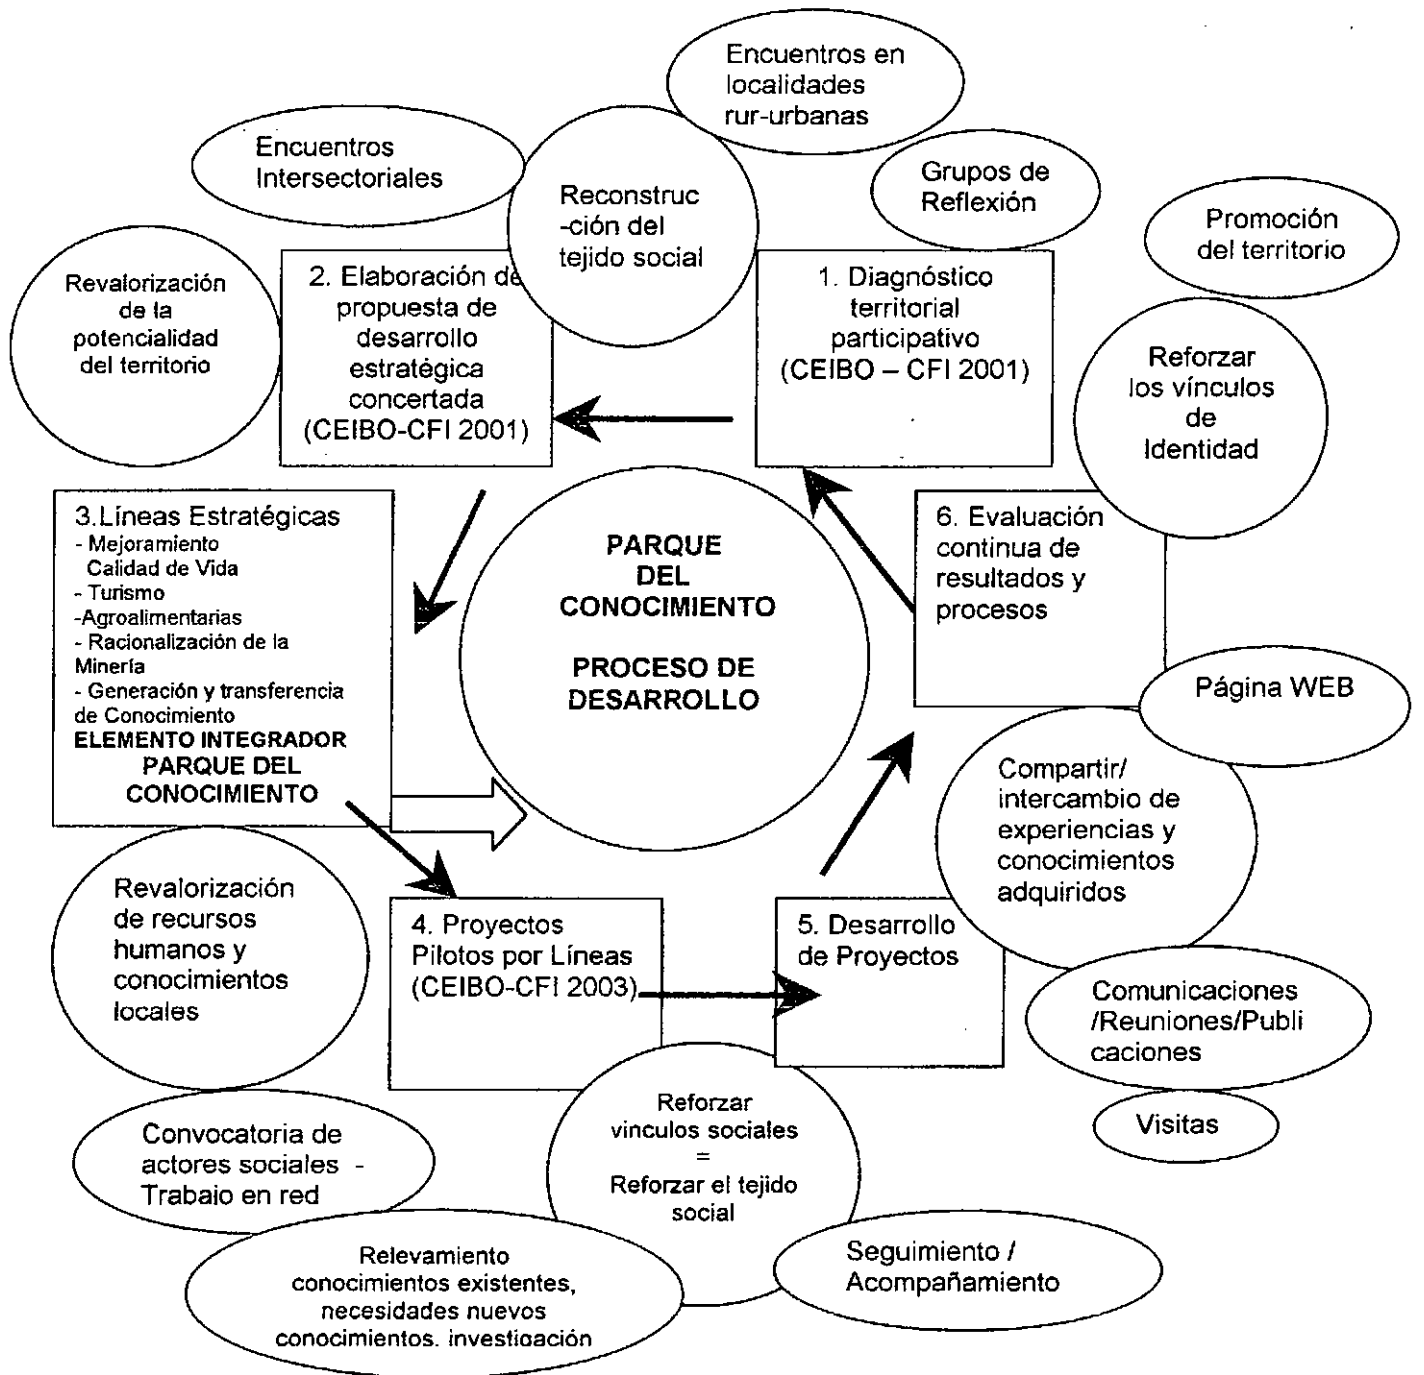 Encuentros en
localidades
rur-urbanas
Encuentros
Intersectoriales
Reconstruc
-ción del
tejido social
Grupos de
Reflexión
Promoción
del territorio
Revalorización
de la
potencialidad
del territorio
2. Elaboración de
propuesta de
desarrollo
estratégica
concertada
(CEIBO-CFI 2001)
1. Diagnóstico
territorial
participativo
(CEIBO – CFI 2001)
Reforzar
los vínculos
de
Identidad
3.Líneas Estratégicas
- Mejoramiento
Calidad de Vida
- Turismo
-Agroalimentarias
- Racionalización de la
Minería
- Generación y transferencia
de Conocimiento
ELEMENTO INTEGRADOR
PARQUE DEL
CONOCIMIENTO
PARQUE
DEL
CONOCIMIENTO
PROCESO DE
DESARROLLO
6. Evaluación
continua de
resultados y
procesos
Página WEB
Compartir/
intercambio de
experiencias y
conocimientos
adquiridos
Revalorización
de recursos
humanos y
conocimientos
locales
4. Proyectos
Pilotos por Líneas
(CEIBO-CFI 2003)
5. Desarrollo
de Proyectos
Comunicaciones
/Reuniones/Publi
caciones
Visitas
Convocatoria de
actores sociales -
Trabajo en red
Reforzar
vinculos sociales
=
Reforzar el tejido
social
Relevamiento
conocimientos existentes,
necesidades nuevos
conocimientos. investigación
Seguimiento /
Acompañamiento